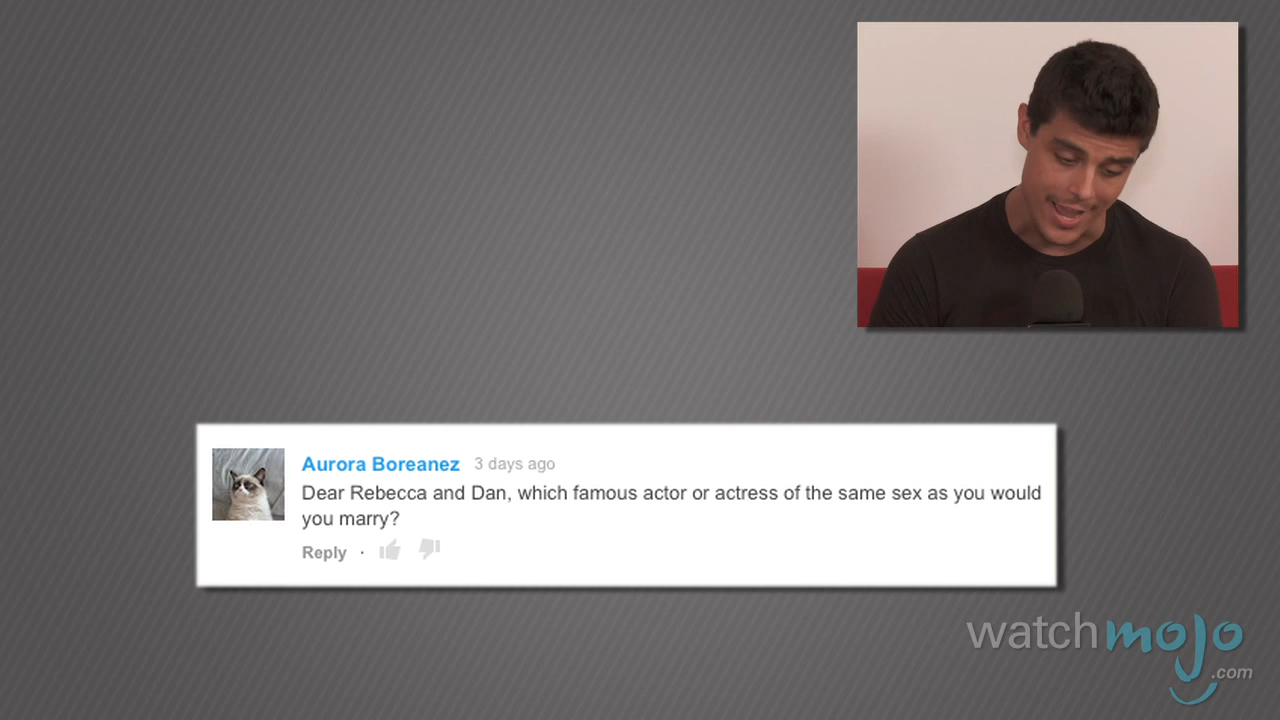 Aurora Boreanez 3 days ago
Dear Rebecca and Dan, which famous actor or actress of the same sex as you would
you marry?
Reply ·
watchmojo
.com